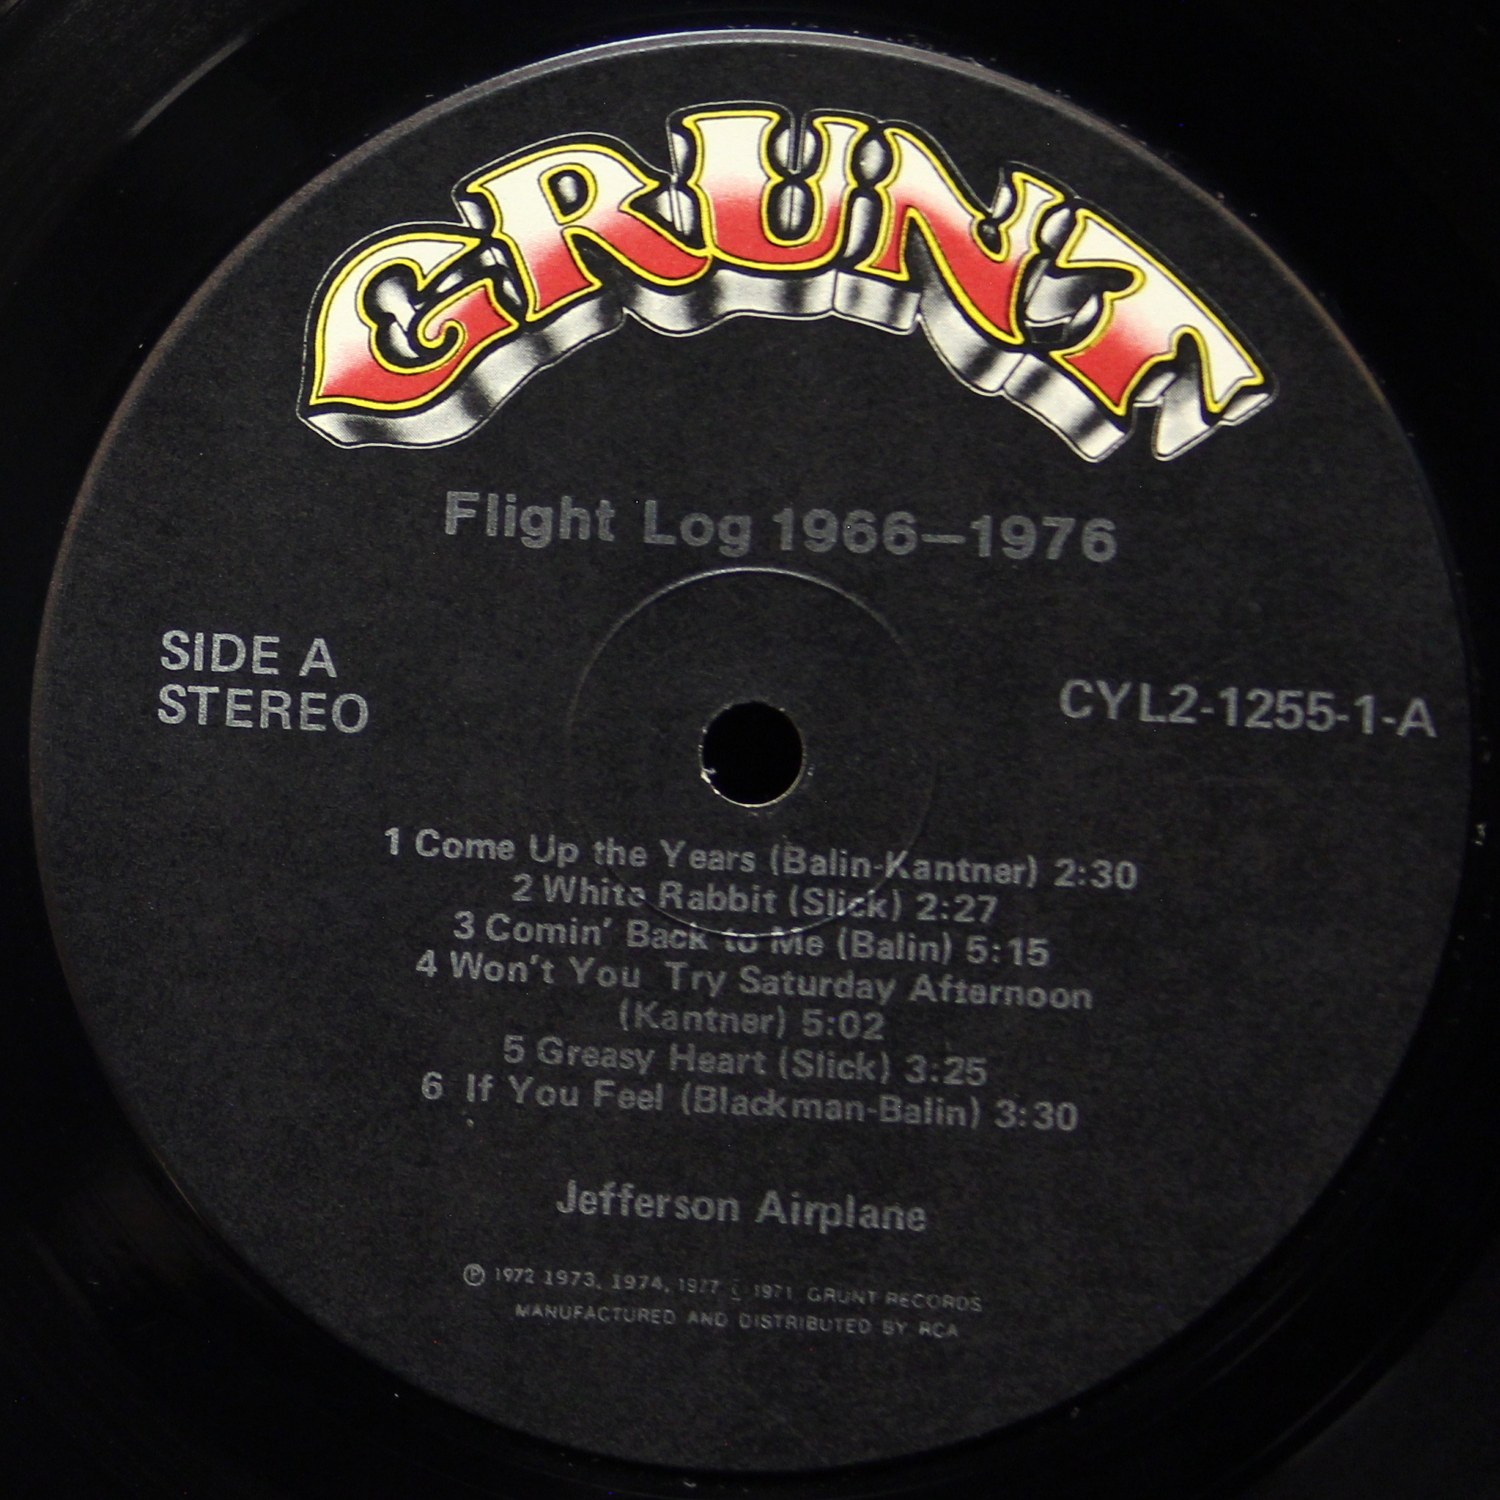 GRUNT
Flight Log 1966–1976
SIDE A
STEREO
CYL2-1255-1-A
1 Come Up the Years (Balin-Kantner) 2:30
2 White Rabbit (Slick) 2:27
3 Comin' Back to Me (Balin) 5:15
4 Won't You Try Saturday Afternoon
(Kantner) 5:02
5 Greasy Heart (Slick) 3:25
6 If You Feel (Blackman-Balin) 3:30
Jefferson Airplane
℗ 1972 1973, 1974, 1977 1971 GRUNT RECORDS
MANUFACTURED AND DISTRIBUTED BY RCA